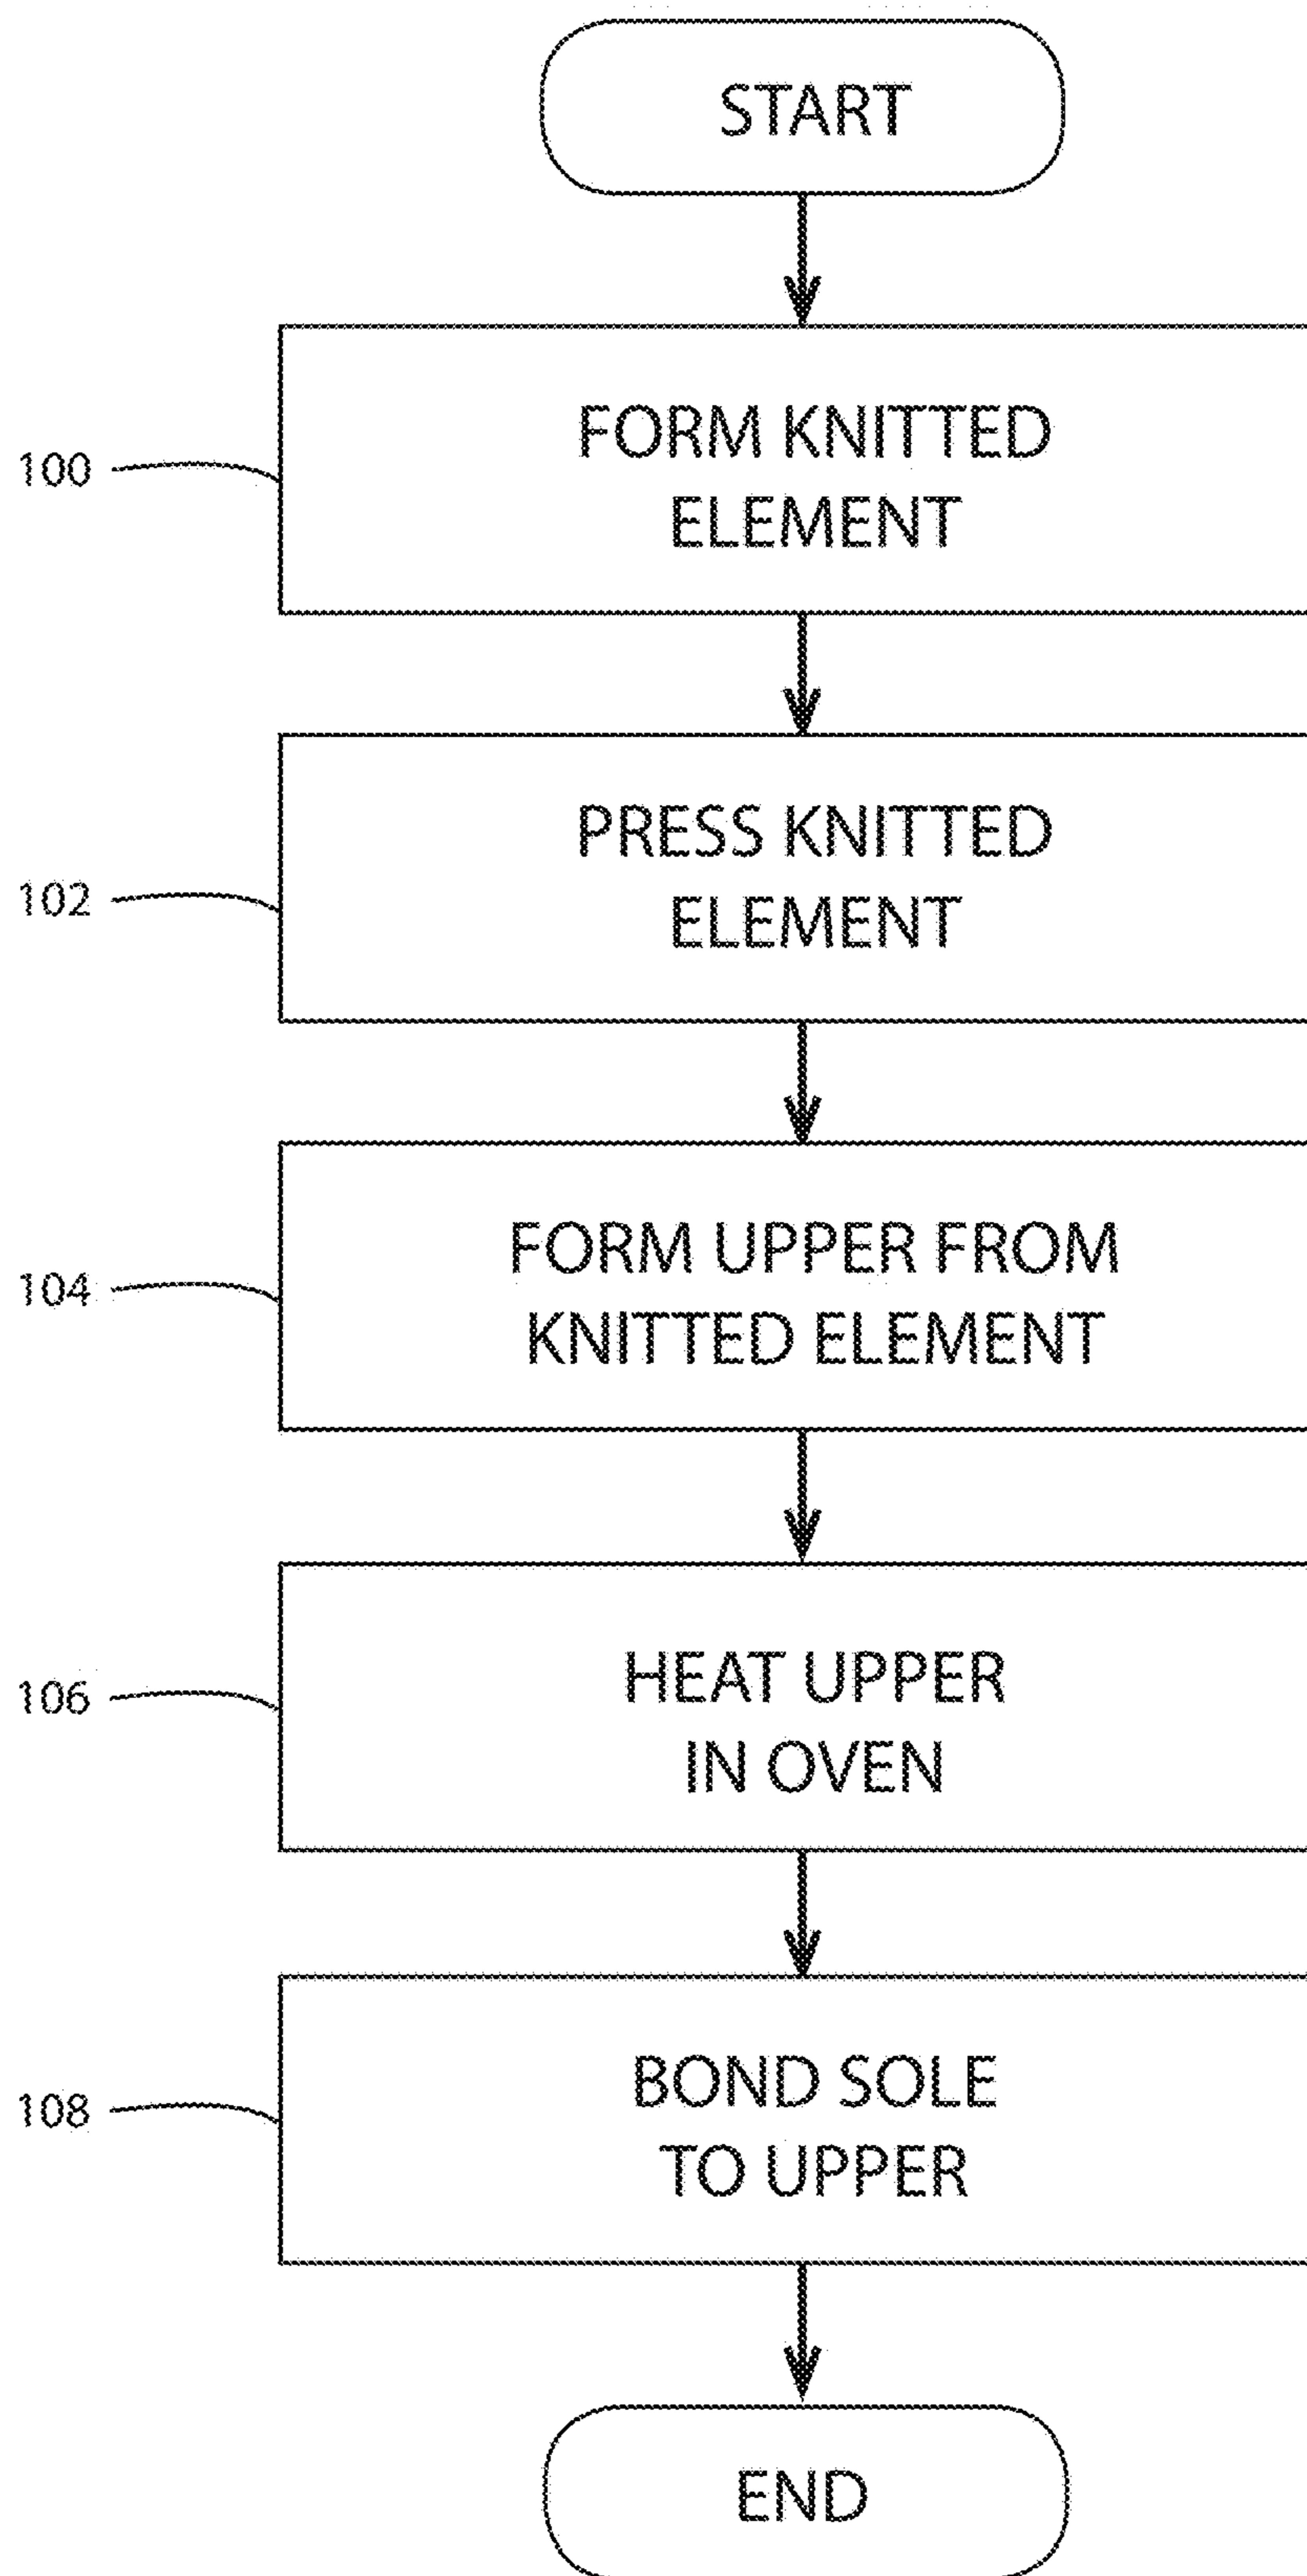 START
100
FORM KNITTED
ELEMENT
102
PRESS KNITTED
ELEMENT
104
FORM UPPER FROM
KNITTED ELEMENT
106
HEAT UPPER
IN OVEN
108
BOND SOLE
TO UPPER
END